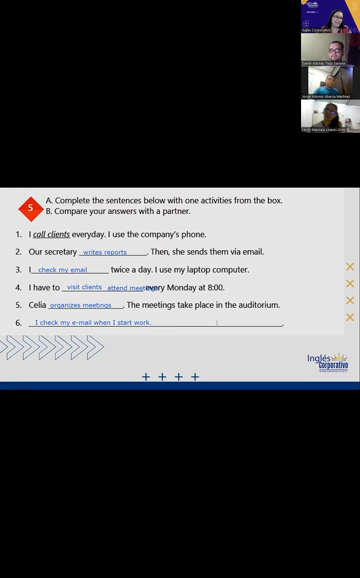 Inglés Corporativo
5
A. Complete the sentences below with one activities from the box.
B. Compare your answers with a partner.
1. I call clients everyday. I use the company's phone.
2. Our secretary writes reports. Then, she sends them via email.
3. I check my email twice a day. I use my laptop computer.
4. I have to visit clients attend meetings every Monday at 8:00.
5. Celia organizes meetings. The meetings take place in the auditorium.
6. I check my e-mail when I start work.
Inglés
Corporativo